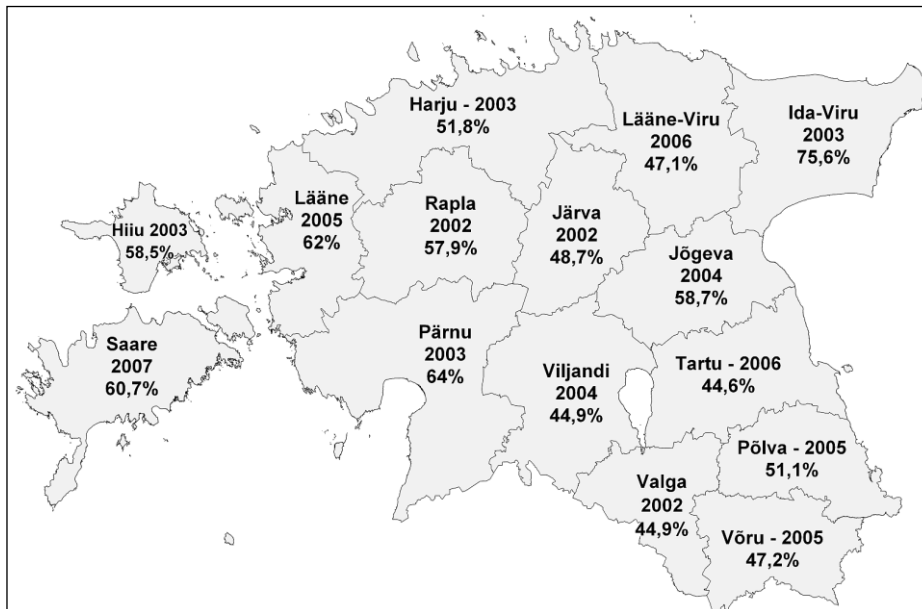 Harju - 2003
51,8%
Lääne-Viru
2006
47,1%
Ida-Viru
2003
75,6%
Hiiu 2003
58,5%
Lääne
2005
62%
Rapla
2002
57,9%
Järva
2002
48,7%
Jõgeva
2004
58,7%
Saare
2007
60,7%
Pärnu
2003
64%
Viljandi
2004
44,9%
Tartu - 2006
44,6%
Põlva - 2005
51,1%
Valga
2002
44,9%
Võru - 2005
47,2%